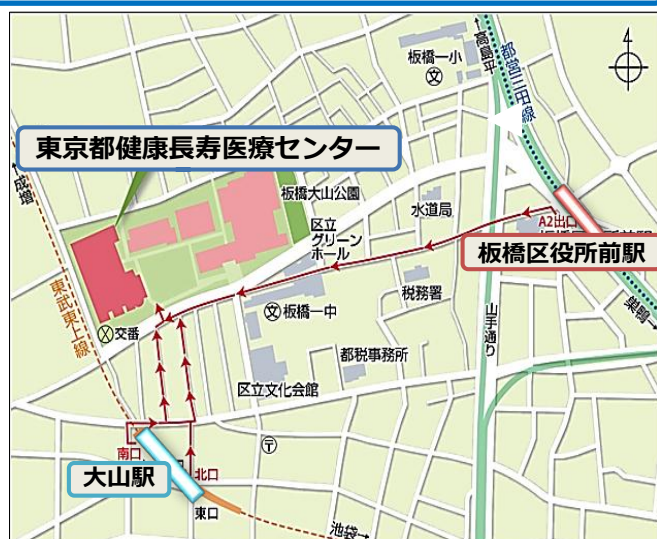 板橋一小
文
↑高島平
都営三田線
4
東京都健康長寿医療センター
↑成増
板橋大山公園
区立
グリーン
ホール
水道局
A2出口
板橋区役所前駅
巣鴨↓
東武東上線
交番
文 板橋一中
税務署
山手通り
都税事務所
区立文化会館
〒
南口
大山駅
北口
東口
池袋→